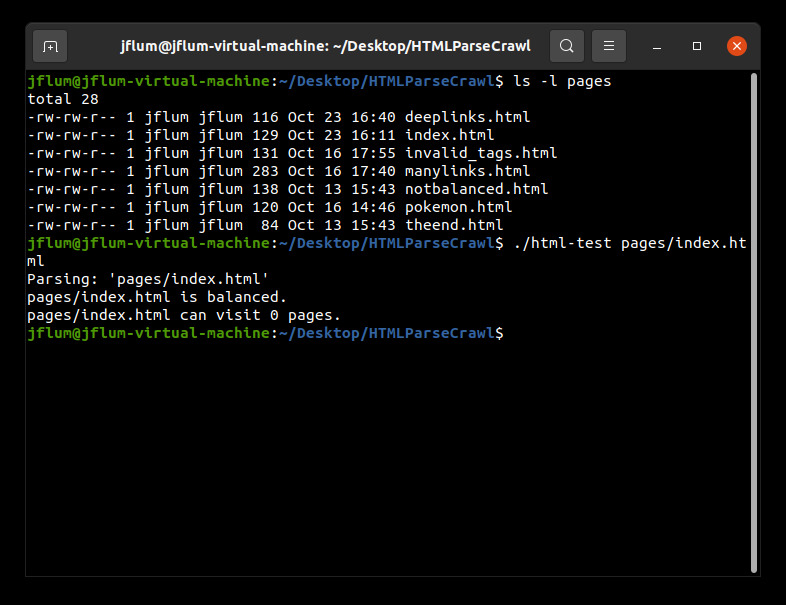 jflum@jflum-virtual-machine: ~/Desktop/HTMLParseCrawl
jflum@jflum-virtual-machine:~/Desktop/HTMLParseCrawl$ ls -l pages
total 28
-rw-rw-r-- 1 jflum jflum 116 Oct 23 16:40 deeplinks.html
-rw-rw-r-- 1 jflum jflum 129 Oct 23 16:11 index.html
-rw-rw-r-- 1 jflum jflum 131 Oct 16 17:55 invalid_tags.html
-rw-rw-r-- 1 jflum jflum 283 Oct 16 17:40 manylinks.html
-rw-rw-r-- 1 jflum jflum 138 Oct 13 15:43 notbalanced.html
-rw-rw-r-- 1 jflum jflum 120 Oct 16 14:46 pokemon.html
-rw-rw-r-- 1 jflum jflum  84 Oct 13 15:43 theend.html
jflum@jflum-virtual-machine:~/Desktop/HTMLParseCrawl$ ./html-test pages/index.ht
ml
Parsing: 'pages/index.html'
pages/index.html is balanced.
pages/index.html can visit 0 pages.
jflum@jflum-virtual-machine:~/Desktop/HTMLParseCrawl$